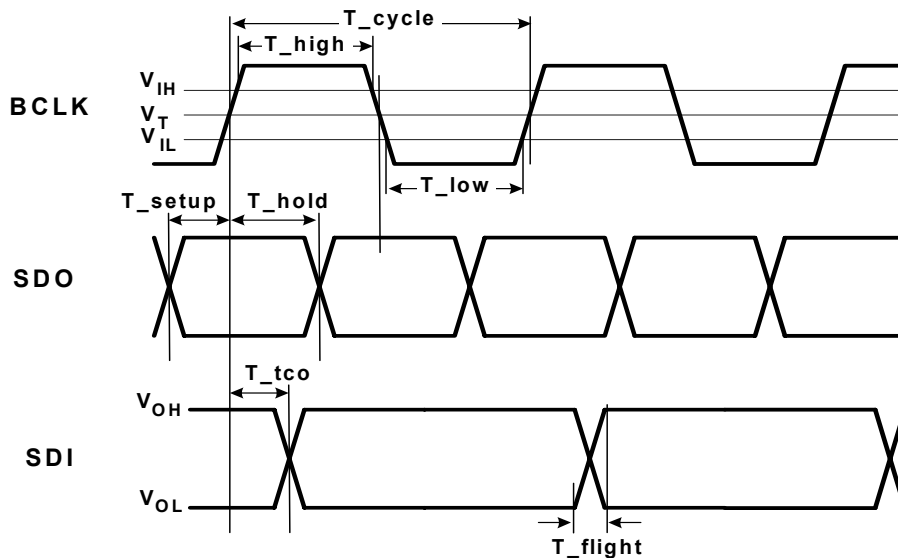 T_cycle
T_high
V_IH
BCLK
V_T
V_IL
T_low
T_setup
T_hold
SDO
T_tco
V_OH
SDI
V_OL
T_flight